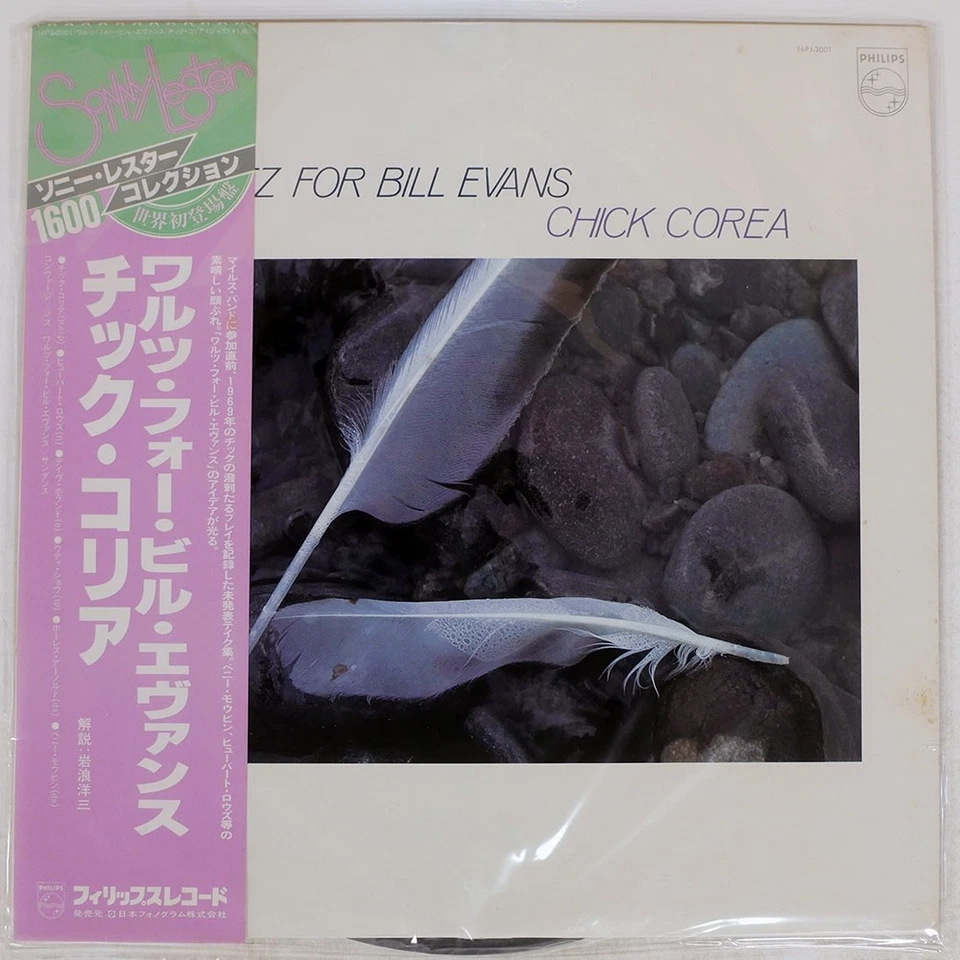 16PJ-2001
PHILIPS
Z FOR BILL EVANS
CHICK COREA
Sonny Lester
ソニー・レスター
コレクション
1600
世界初登場盤
マイルス・バンドに参加直前、1969年のチックの溌剌たるプレイを記録した未発表テイク集。ベニー・モウピン、ヒューバート・ロウズ等の
素晴しい顔ぶれ。「ワルツ・フォー・ビル・エヴァンス」のアイデアが光る。
ワルツ・フォー・ビル・エヴァンス
チック・コリア
解説:岩浪洋三
PHILIPS
フィリップスレコード
発売元 日本フォノグラム株式会社